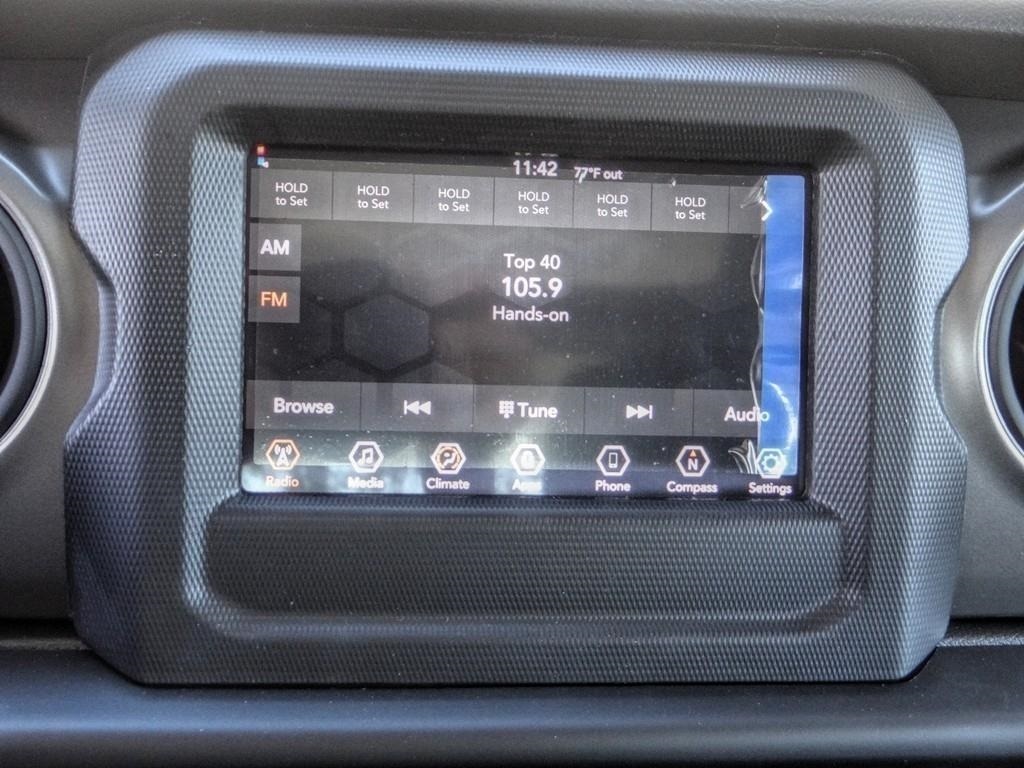 11:42 77°F out
HOLD to Set
HOLD to Set
HOLD to Set
HOLD to Set
HOLD to Set
HOLD to Set
AM
FM
Top 40
105.9
Hands-on
Browse Tune Audio
Radio Media Climate Apps Phone N Compass Settings